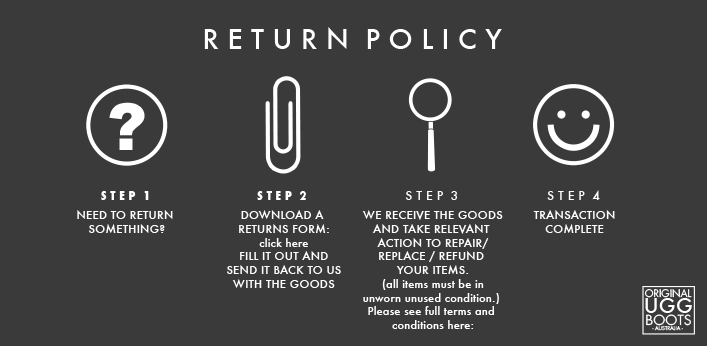 RETURN POLICY
?
STEP 1
NEED TO RETURN
SOMETHING?
STEP 2
DOWNLOAD A
RETURNS FORM:
click here
FILL IT OUT AND
SEND IT BACK TO US
WITH THE GOODS
STEP 3
WE RECEIVE THE GOODS
AND TAKE RELEVANT
ACTION TO REPAIR/
REPLACE / REFUND
YOUR ITEMS.
(all items must be in
unworn unused condition.)
Please see full terms and
conditions here:
STEP 4
TRANSACTION
COMPLETE
ORIGINAL
UGG
BOOTS
- AUSTRALIA -